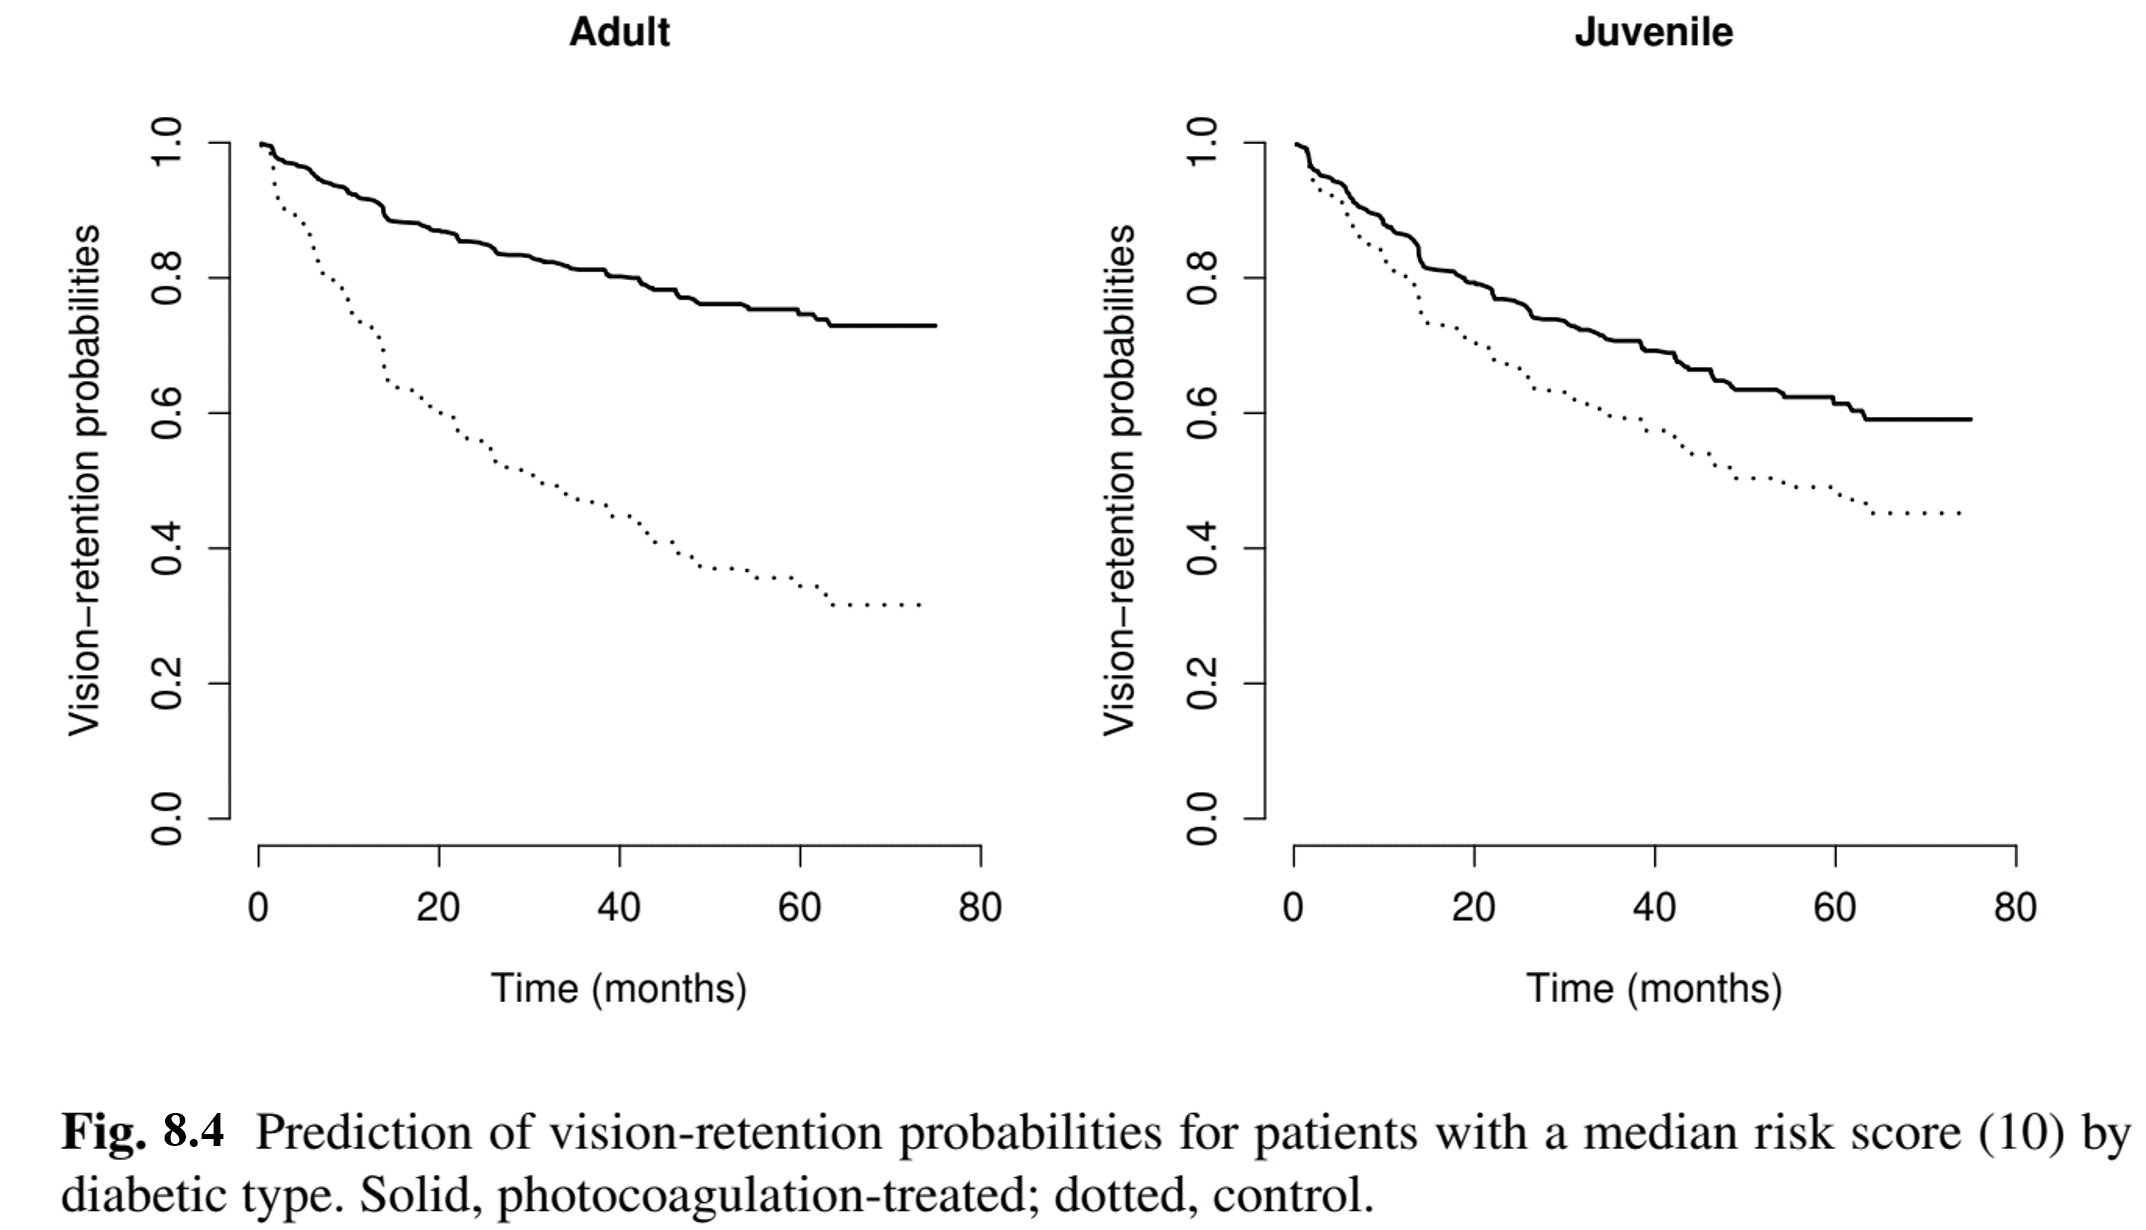 Adult
Vision−retention probabilities
1.0
0.8
0.6
0.4
0.2
0.0
0 20 40 60 80
Time (months)
Juvenile
Vision−retention probabilities
1.0
0.8
0.6
0.4
0.2
0.0
0 20 40 60 80
Time (months)
Fig. 8.4 Prediction of vision-retention probabilities for patients with a median risk score (10) by
diabetic type. Solid, photocoagulation-treated; dotted, control.